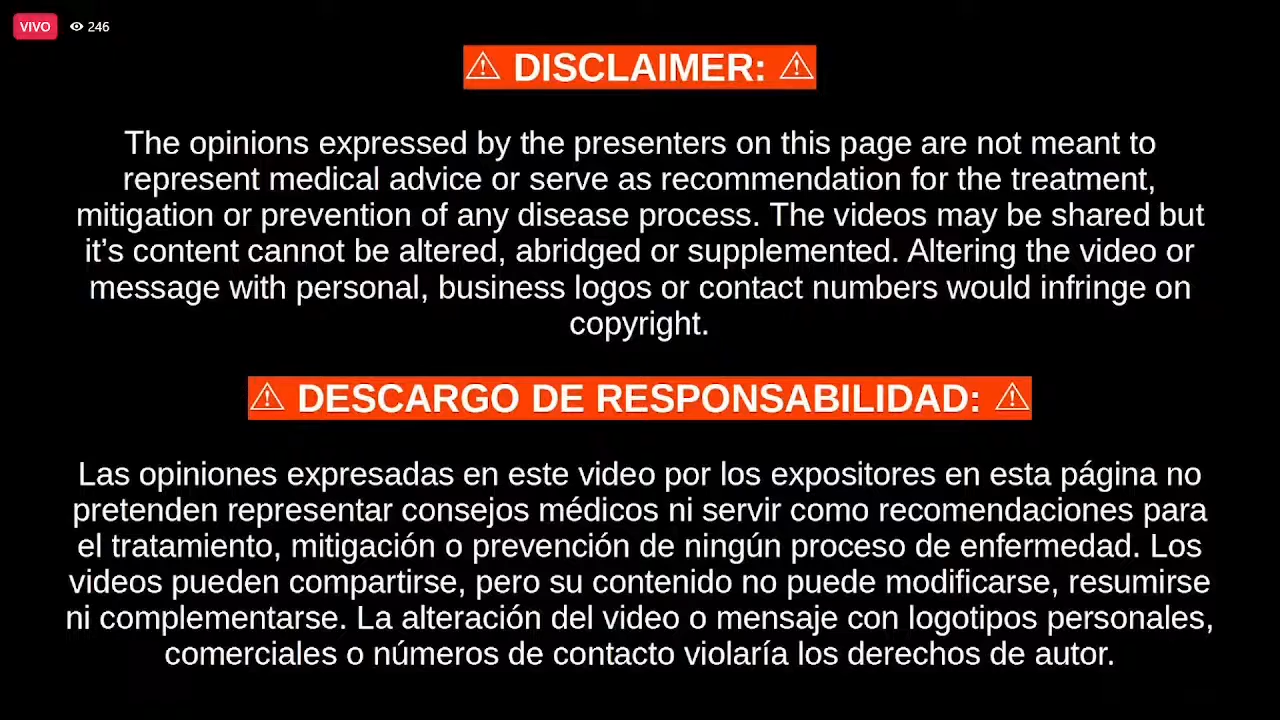 VIVO 246
⚠ DISCLAIMER: ⚠
The opinions expressed by the presenters on this page are not meant to
represent medical advice or serve as recommendation for the treatment,
mitigation or prevention of any disease process. The videos may be shared but
it’s content cannot be altered, abridged or supplemented. Altering the video or
message with personal, business logos or contact numbers would infringe on
copyright.
⚠ DESCARGO DE RESPONSABILIDAD: ⚠
Las opiniones expresadas en este video por los expositores en esta página no
pretenden representar consejos médicos ni servir como recomendaciones para
el tratamiento, mitigación o prevención de ningún proceso de enfermedad. Los
videos pueden compartirse, pero su contenido no puede modificarse, resumirse
ni complementarse. La alteración del video o mensaje con logotipos personales,
comerciales o números de contacto violaría los derechos de autor.